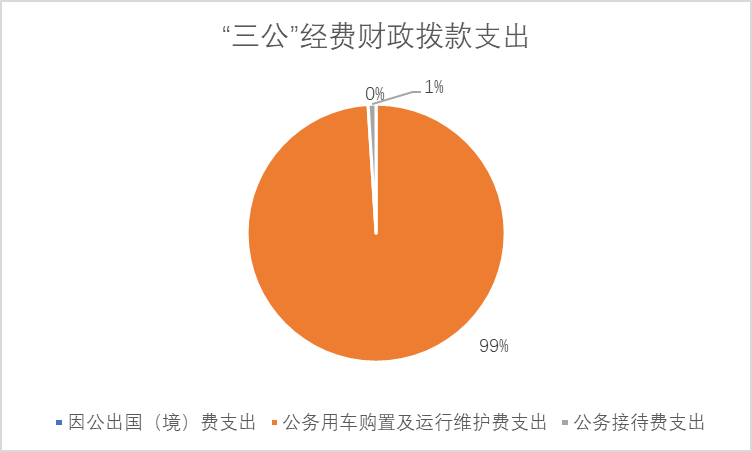 “三公”经费财政拨款支出
0%
1%
99%
因公出国（境）费支出
公务用车购置及运行维护费支出
公务接待费支出